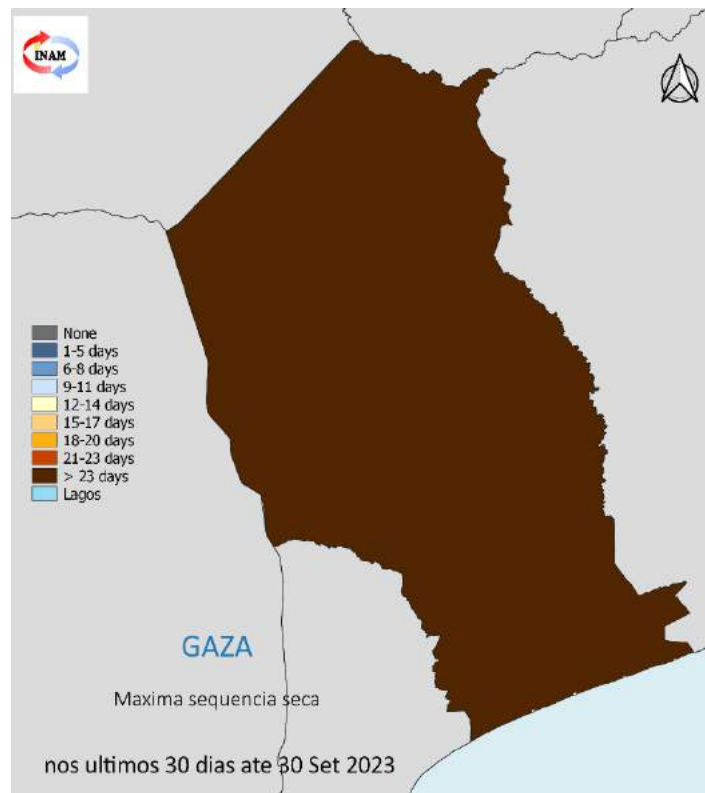 INAM
None
1-5 days
6-8 days
9-11 days
12-14 days
15-17 days
18-20 days
21-23 days
> 23 days
Lagos
GAZA
Maxima sequencia seca
nos ultimos 30 dias ate 30 Set 2023